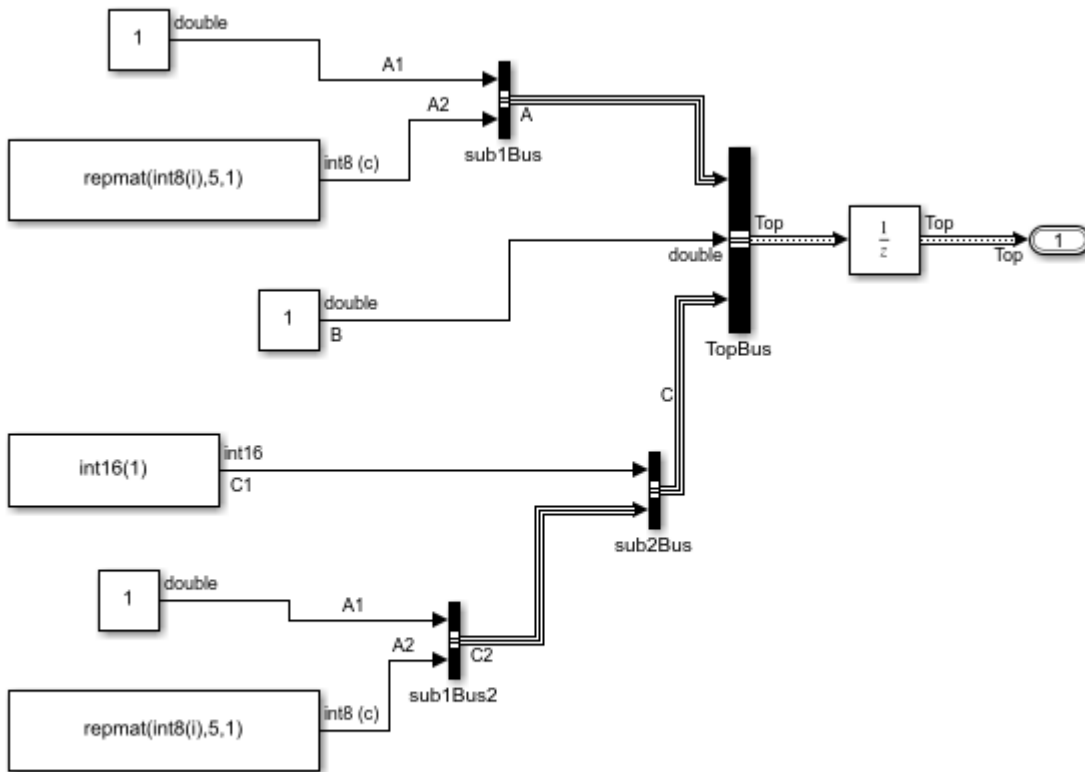 1
double
A1
A2
A
sub1Bus
repmat(int8(i),5,1)
int8 (c)
Top
double
1
z
Top
Top
1
1
double
B
TopBus
C
int16(1)
int16
C1
sub2Bus
1
double
A1
A2
C2
sub1Bus2
repmat(int8(i),5,1)
int8 (c)